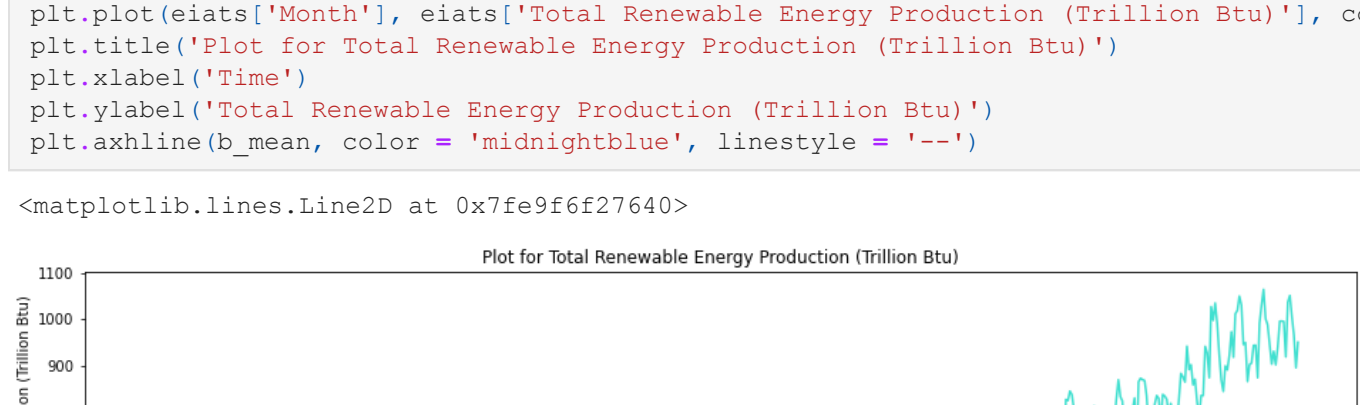 plt.plot(eiats['Month'], eiats['Total Renewable Energy Production (Trillion Btu)'],
plt.title('Plot for Total Renewable Energy Production (Trillion Btu)')
plt.xlabel('Time')
plt.ylabel('Total Renewable Energy Production (Trillion Btu)')
plt.axhline(b_mean, color = 'midnightblue', linestyle = '--')
<matplotlib.lines.Line2D at 0x7fe9f6f27640>
Plot for Total Renewable Energy Production (Trillion Btu)
1100
1000
900
(Trillion Btu)